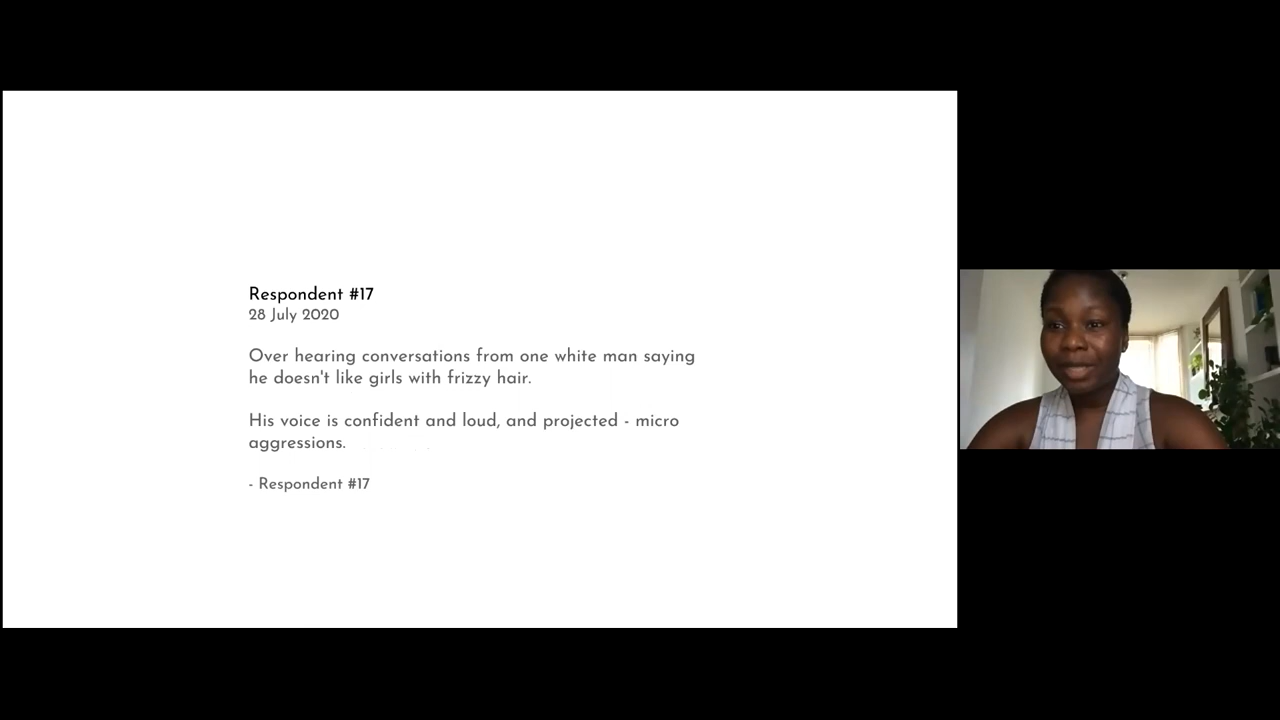 Respondent #17
28 July 2020
Over hearing conversations from one white man saying
he doesn't like girls with frizzy hair.
His voice is confident and loud, and projected - micro
aggressions.
- Respondent #17